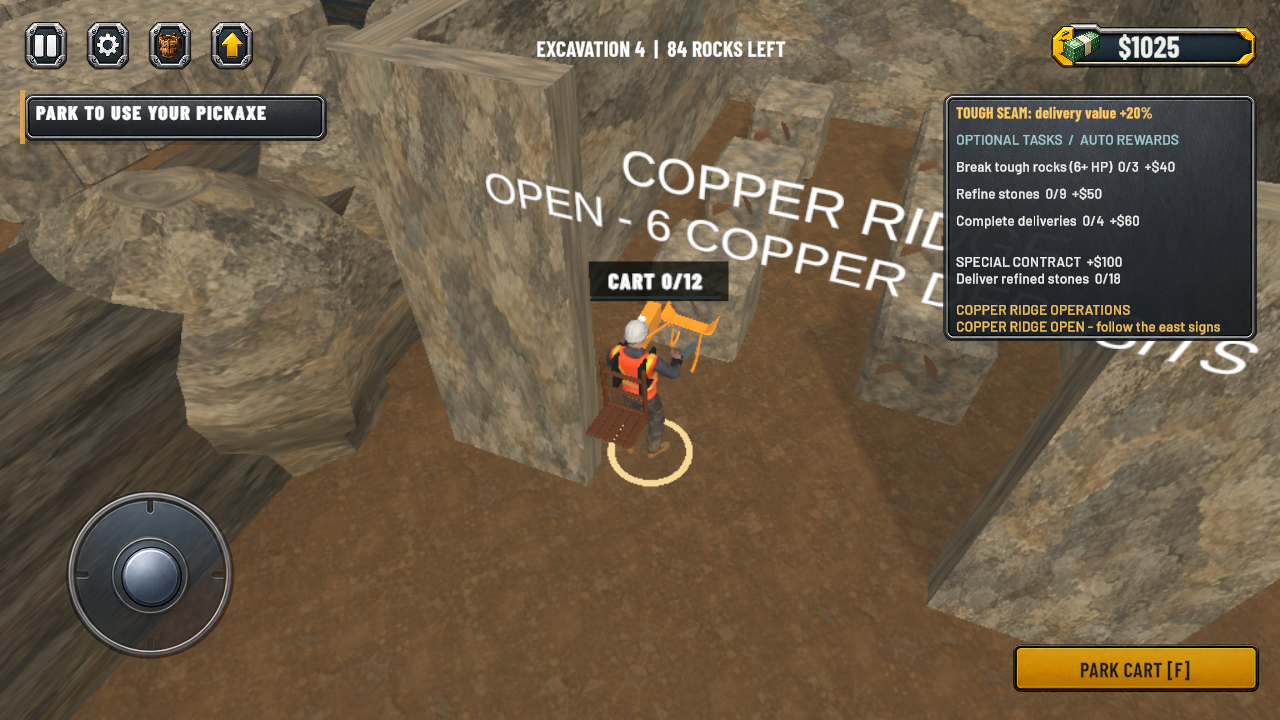 EXCAVATION 4 | 84 ROCKS LEFT
$1025
PARK TO USE YOUR PICKAXE
TOUGH SEAM: delivery value +20%
OPTIONAL TASKS / AUTO REWARDS
Break tough rocks (6+ HP) 0/3 +$40
Refine stones 0/9 +$50
Complete deliveries 0/4 +$60
SPECIAL CONTRACT +$100
Deliver refined stones 0/18
COPPER RIDGE OPERATIONS
COPPER RIDGE OPEN - follow the east signs
COPPER RIDGE
OPEN - 6 COPPER
CART 0/12
PARK CART [F]